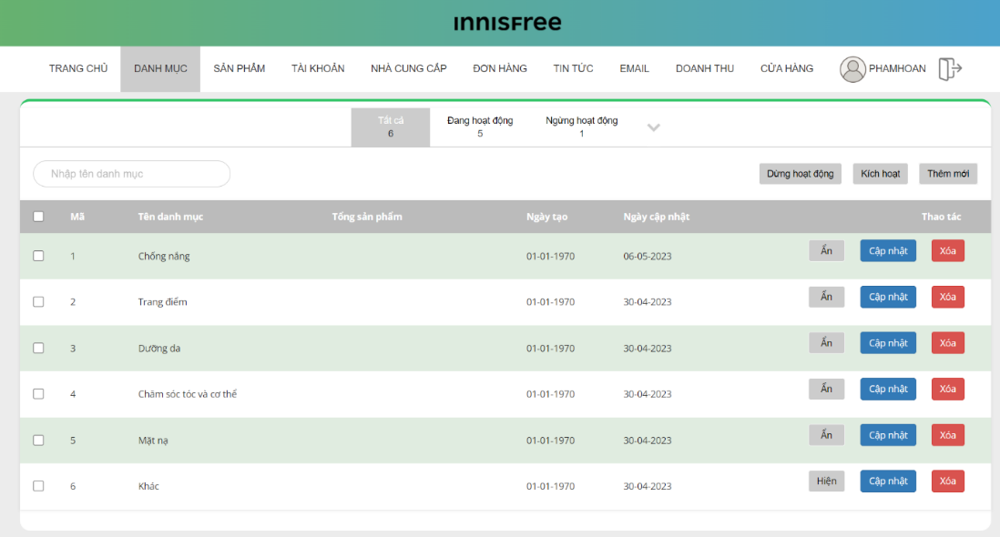 innisfree
TRANG CHỦ DANH MỤC SẢN PHẨM TÀI KHOẢN NHÀ CUNG CẤP ĐƠN HÀNG TIN TỨC EMAIL DOANH THU CỬA HÀNG PHAMHOAN
Tất cả Đang hoạt động Ngừng hoạt động
6 5 1
Nhập tên danh mục Dừng hoạt động Kích hoạt Thêm mới
Mã Tên danh mục Tổng sản phẩm Ngày tạo Ngày cập nhật Thao tác
1 Chống nắng 01-01-1970 06-05-2023 Ẩn Cập nhật Xóa
2 Trang điểm 01-01-1970 30-04-2023 Ẩn Cập nhật Xóa
3 Dưỡng da 01-01-1970 30-04-2023 Ẩn Cập nhật Xóa
4 Chăm sóc tóc và cơ thể 01-01-1970 30-04-2023 Ẩn Cập nhật Xóa
5 Mặt nạ 01-01-1970 30-04-2023 Ẩn Cập nhật Xóa
6 Khác 01-01-1970 30-04-2023 Hiện Cập nhật Xóa